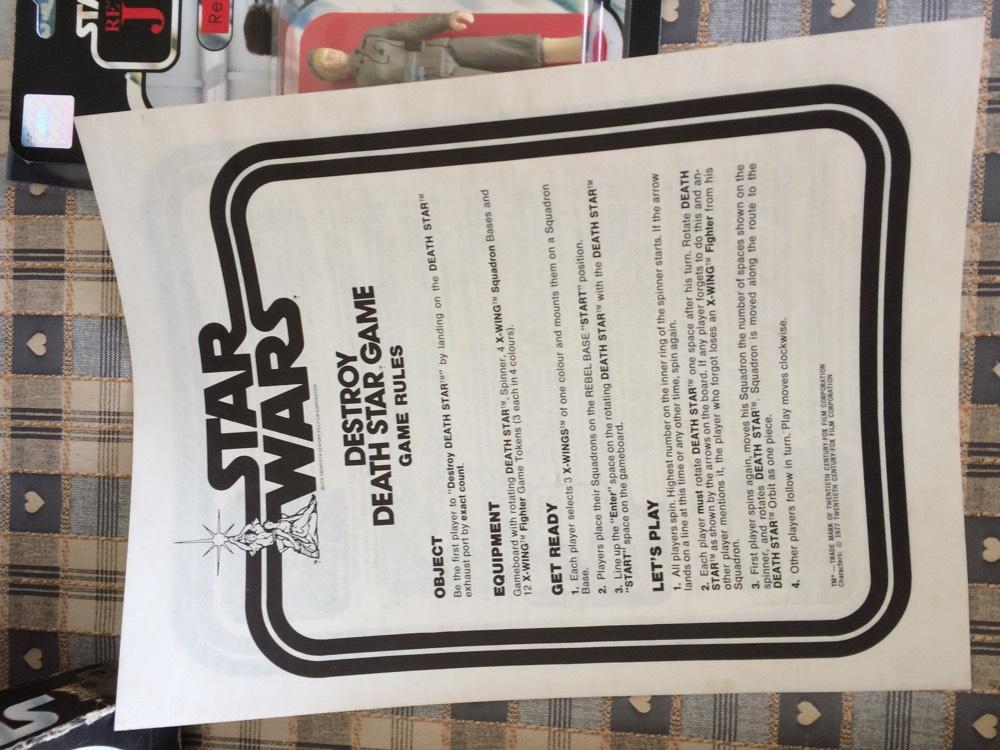 STAR
WARS
DESTROY
DEATH STAR GAME
GAME RULES
OBJECT
Be the first player to "Destroy DEATH STAR™" by landing on the DEATH STAR™
exhaust port by exact count.
EQUIPMENT
Gameboard with rotating DEATH STAR™, Spinner, 4 X-WING™ Squadron Bases and
12 X-WING™ Fighter Game Tokens (3 each in 4 colours).
GET READY
1. Each player selects 3 X-WINGS™ of one colour and mounts them on a Squadron
Base.
2. Players place their Squadrons on the REBEL BASE "START" position.
3. Line up the "Enter" space on the rotating DEATH STAR™ with the DEATH STAR™
"START" space on the gameboard.
LET'S PLAY
1. All players spin. Highest number on the inner ring of the spinner starts. If the arrow
lands on a line at this time or any other time, spin again.
2. Each player must rotate DEATH STAR™ one space after his turn. Rotate DEATH
STAR™ as shown by the arrows on the board. If any player forgets to do this and an-
other player mentions it, the player who forgot loses an X-WING™ Fighter from his
Squadron.
3. First player spins again, moves his Squadron the number of spaces shown on the
spinner, and rotates DEATH STAR™. Squadron is moved along the route to the
DEATH STAR™ Orbit as one piece.
4. Other players follow in turn. Play moves clockwise.
TM* — TRADE MARK OF TWENTIETH CENTURY-FOX FILM CORPORATION
Characters: © 1977 TWENTIETH CENTURY-FOX FILM CORPORATION
STA
RE
J
Re